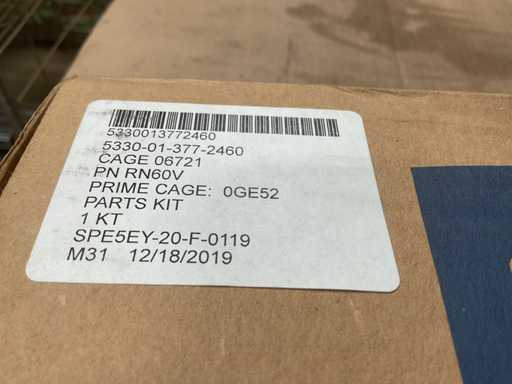 5330013772460
5330-01-377-2460
CAGE 06721
PN RN60V
PRIME CAGE: 0GE52
PARTS KIT
1 KT
SPE5EY-20-F-0119
M31 12/18/2019